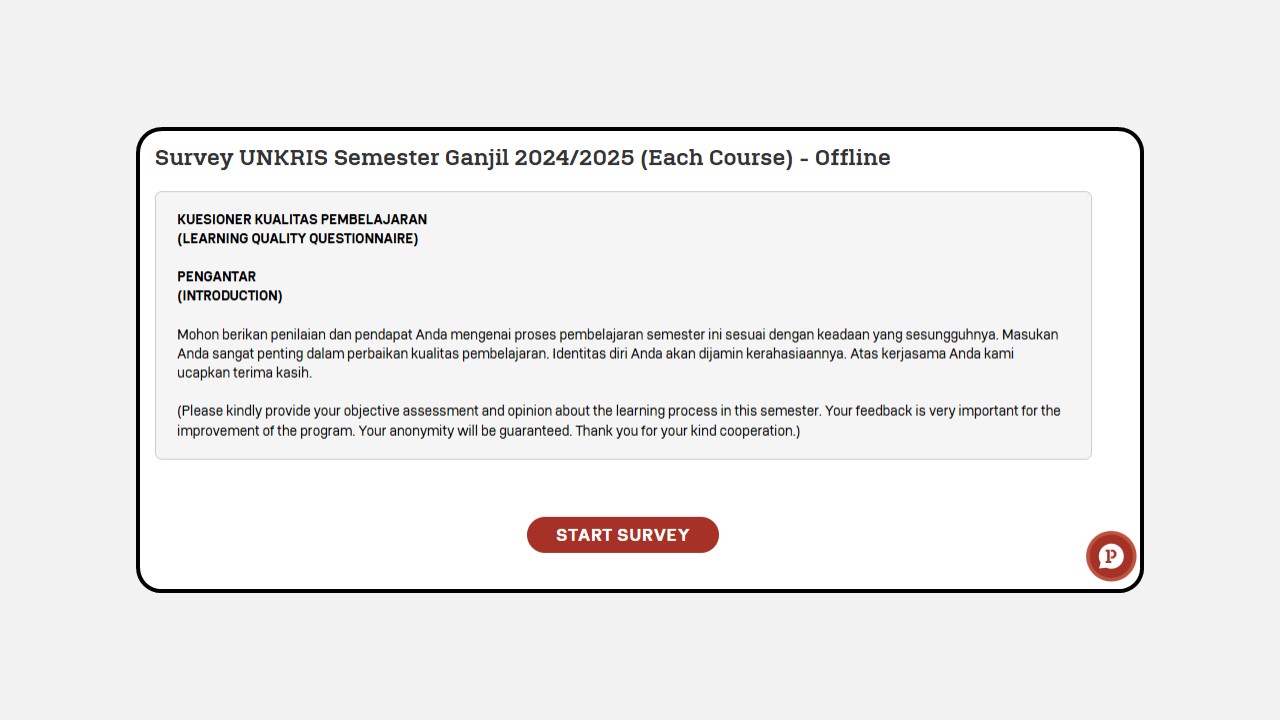 Survey UNKRIS Semester Ganjil 2024/2025 (Each Course) - Offline
KUESIONER KUALITAS PEMBELAJARAN
(LEARNING QUALITY QUESTIONNAIRE)
PENGANTAR
(INTRODUCTION)
Mohon berikan penilaian dan pendapat Anda mengenai proses pembelajaran semester ini sesuai dengan keadaan yang sesungguhnya. Masukan
Anda sangat penting dalam perbaikan kualitas pembelajaran. Identitas diri Anda akan dijamin kerahasiaannya. Atas kerjasama Anda kami
ucapkan terima kasih.
(Please kindly provide your objective assessment and opinion about the learning process in this semester. Your feedback is very important for the
improvement of the program. Your anonymity will be guaranteed. Thank you for your kind cooperation.)
START SURVEY
P